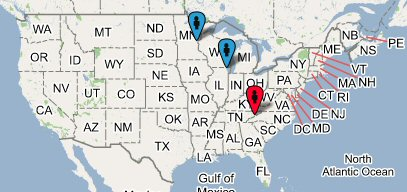 NB
PE
WA
MT
ND
MN
ME
NS
OR
ID
SD
WI
MI
NY
VT
WY
IA
PA
NH
MA
NV
NE
IL
IN
OH
CT
RI
UT
CO
KS
MO
WV
VA
DE
NJ
CA
KY
OK
TN
NC
DC
MD
AZ
NM
AR
SC
MS
AL
GA
TX
LA
FL
Gulf of
Mexico
North
Atlantic Ocean